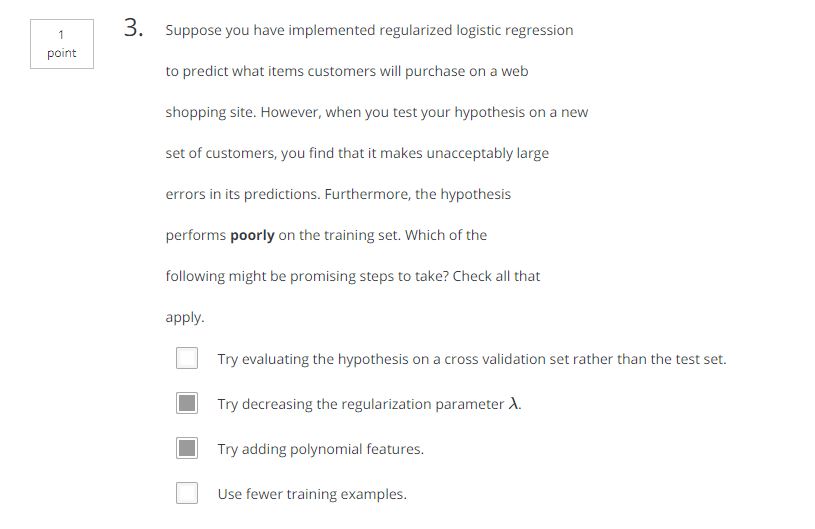 1
point
3.
Suppose you have implemented regularized logistic regression
to predict what items customers will purchase on a web
shopping site. However, when you test your hypothesis on a new
set of customers, you find that it makes unacceptably large
errors in its predictions. Furthermore, the hypothesis
performs poorly on the training set. Which of the
following might be promising steps to take? Check all that
apply.
Try evaluating the hypothesis on a cross validation set rather than the test set.
Try decreasing the regularization parameter λ.
Try adding polynomial features.
Use fewer training examples.